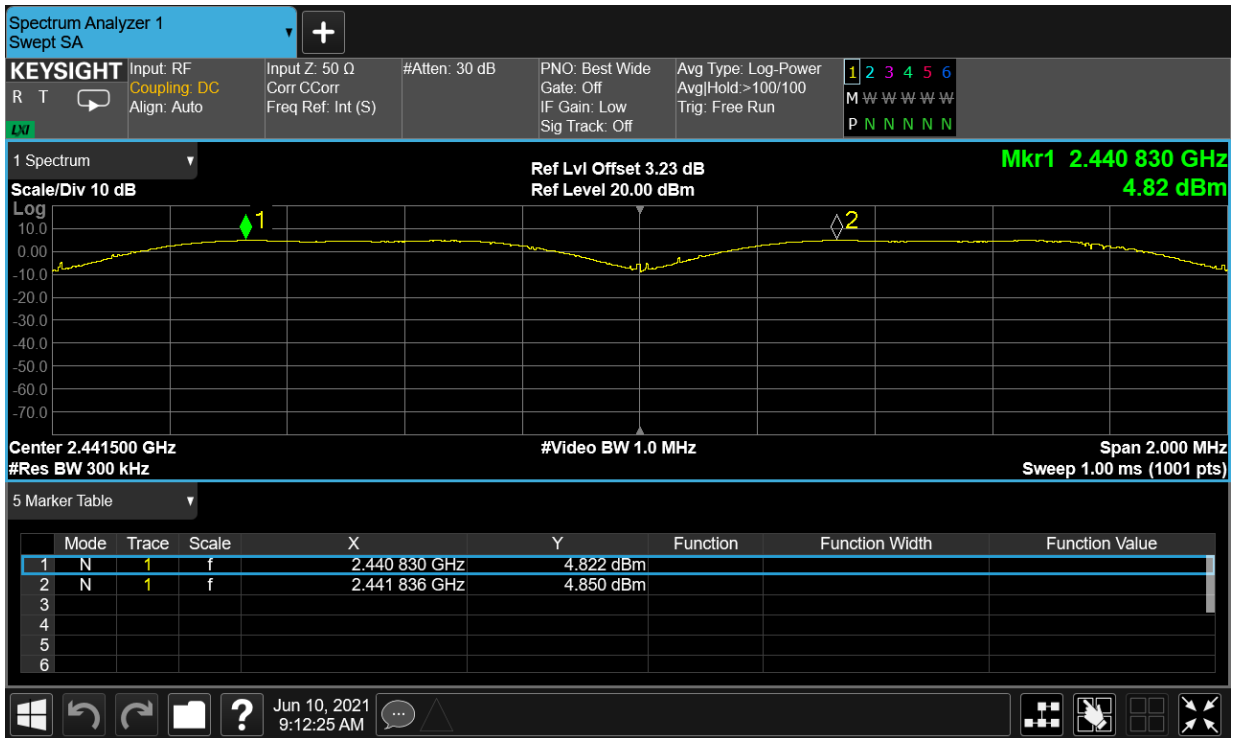 Spectrum Analyzer 1
Swept SA
+
KEYSIGHT
R T
LXI
Input: RF
Coupling: DC
Align: Auto
Input Z: 50 Ω
Corr CCorr
Freq Ref: Int (S)
#Atten: 30 dB
PNO: Best Wide
Gate: Off
IF Gain: Low
Sig Track: Off
Avg Type: Log-Power
Avg|Hold:>100/100
Trig: Free Run
1 2 3 4 5 6
M W W W W W
P N N N N N
1 Spectrum
Scale/Div 10 dB
Ref Lvl Offset 3.23 dB
Ref Level 20.00 dBm
Mkr1 2.440 830 GHz
4.82 dBm
Log
1
2
10.0
0.00
-10.0
-20.0
-30.0
-40.0
-50.0
-60.0
-70.0
Center 2.441500 GHz
#Video BW 1.0 MHz
Span 2.000 MHz
#Res BW 300 kHz
Sweep 1.00 ms (1001 pts)
5 Marker Table
Mode Trace Scale X Y Function Function Width Function Value
1 N 1 f 2.440 830 GHz 4.822 dBm
2 N 1 f 2.441 836 GHz 4.850 dBm
3
4
5
6
?
Jun 10, 2021
9:12:25 AM